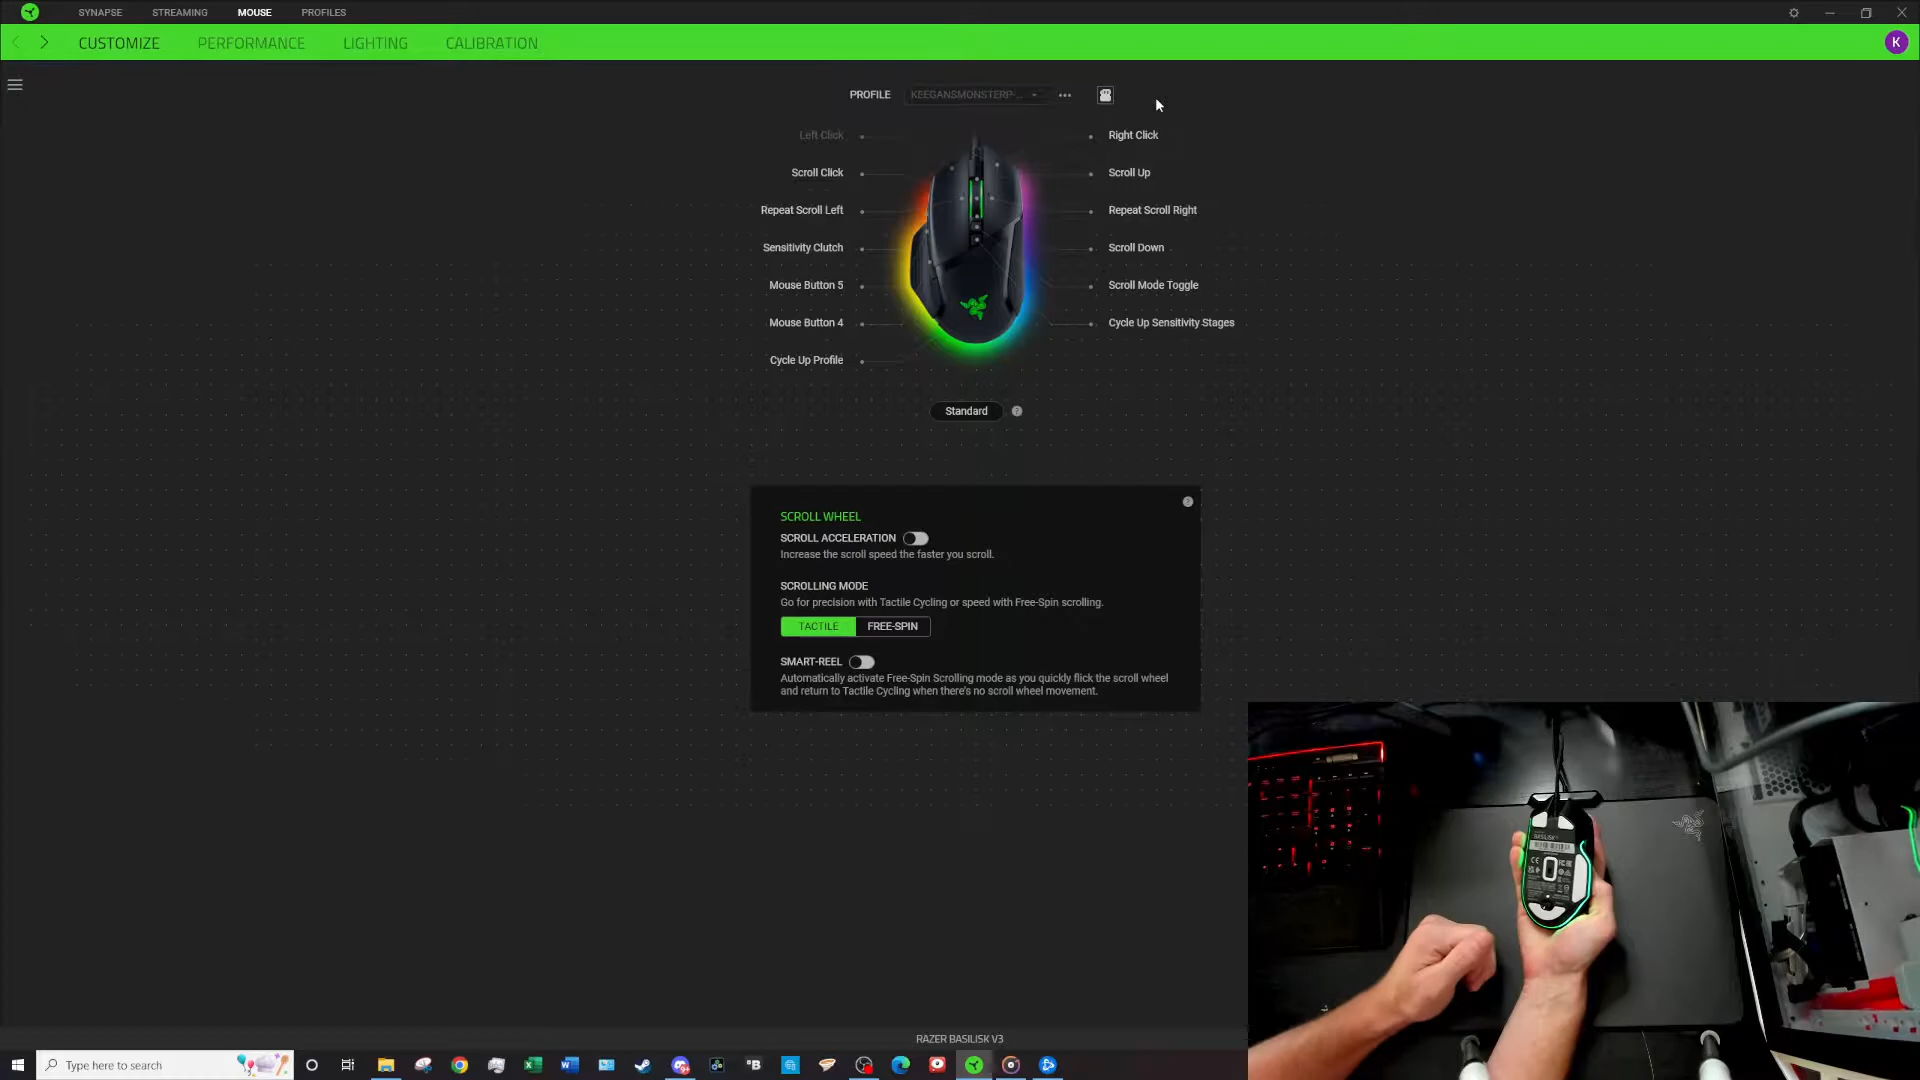 SYNAPSE STREAMING MOUSE PROFILES
CUSTOMIZE PERFORMANCE LIGHTING CALIBRATION K
PROFILE KEEGANSMONSTERP-...
Left Click
Right Click
Scroll Click
Scroll Up
Repeat Scroll Left
Repeat Scroll Right
Sensitivity Clutch
Scroll Down
Mouse Button 5
Scroll Mode Toggle
Mouse Button 4
Cycle Up Sensitivity Stages
Cycle Up Profile
Standard ?
SCROLL WHEEL ?
SCROLL ACCELERATION
Increase the scroll speed the faster you scroll.
SCROLLING MODE
Go for precision with Tactile Cycling or speed with Free-Spin scrolling.
TACTILE FREE-SPIN
SMART-REEL
Automatically activate Free-Spin Scrolling mode as you quickly flick the scroll wheel
and return to Tactile Cycling when there's no scroll wheel movement.
BASILISK
CE FC
RAZER BASILISK V3
Type here to search